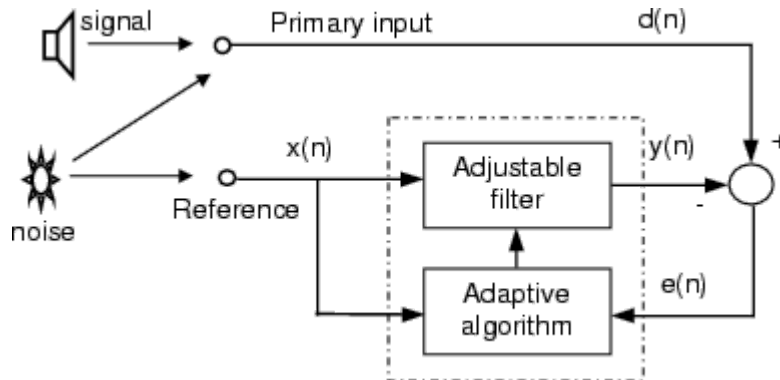 signal
Primary input
d(n)
x(n)
Adjustable
filter
y(n)
+
-
Reference
noise
Adaptive
algorithm
e(n)